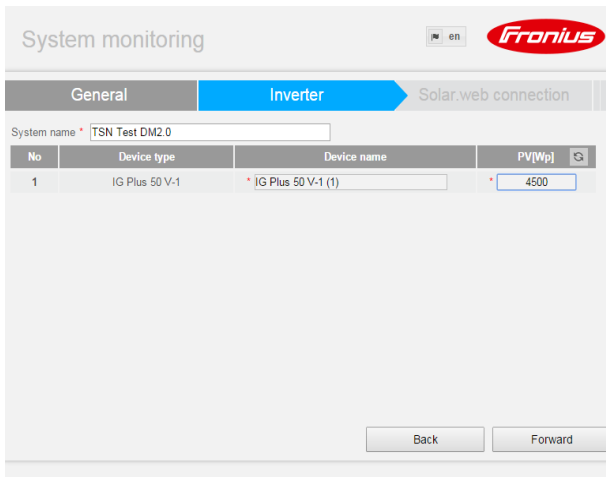 System monitoring
en
Fronius
General
Inverter
Solar.web connection
System name * TSN Test DM2.0
No Device type Device name PV[Wp]
1 IG Plus 50 V-1 * IG Plus 50 V-1 (1) * 4500
Back Forward